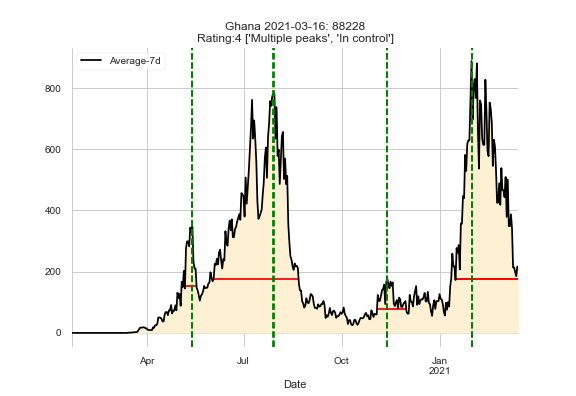 Ghana 2021-03-16: 88228
Rating:4 ['Multiple peaks', 'In control']
Average-7d
800
600
400
200
0
Apr
Jul
Oct
Jan
2021
Date